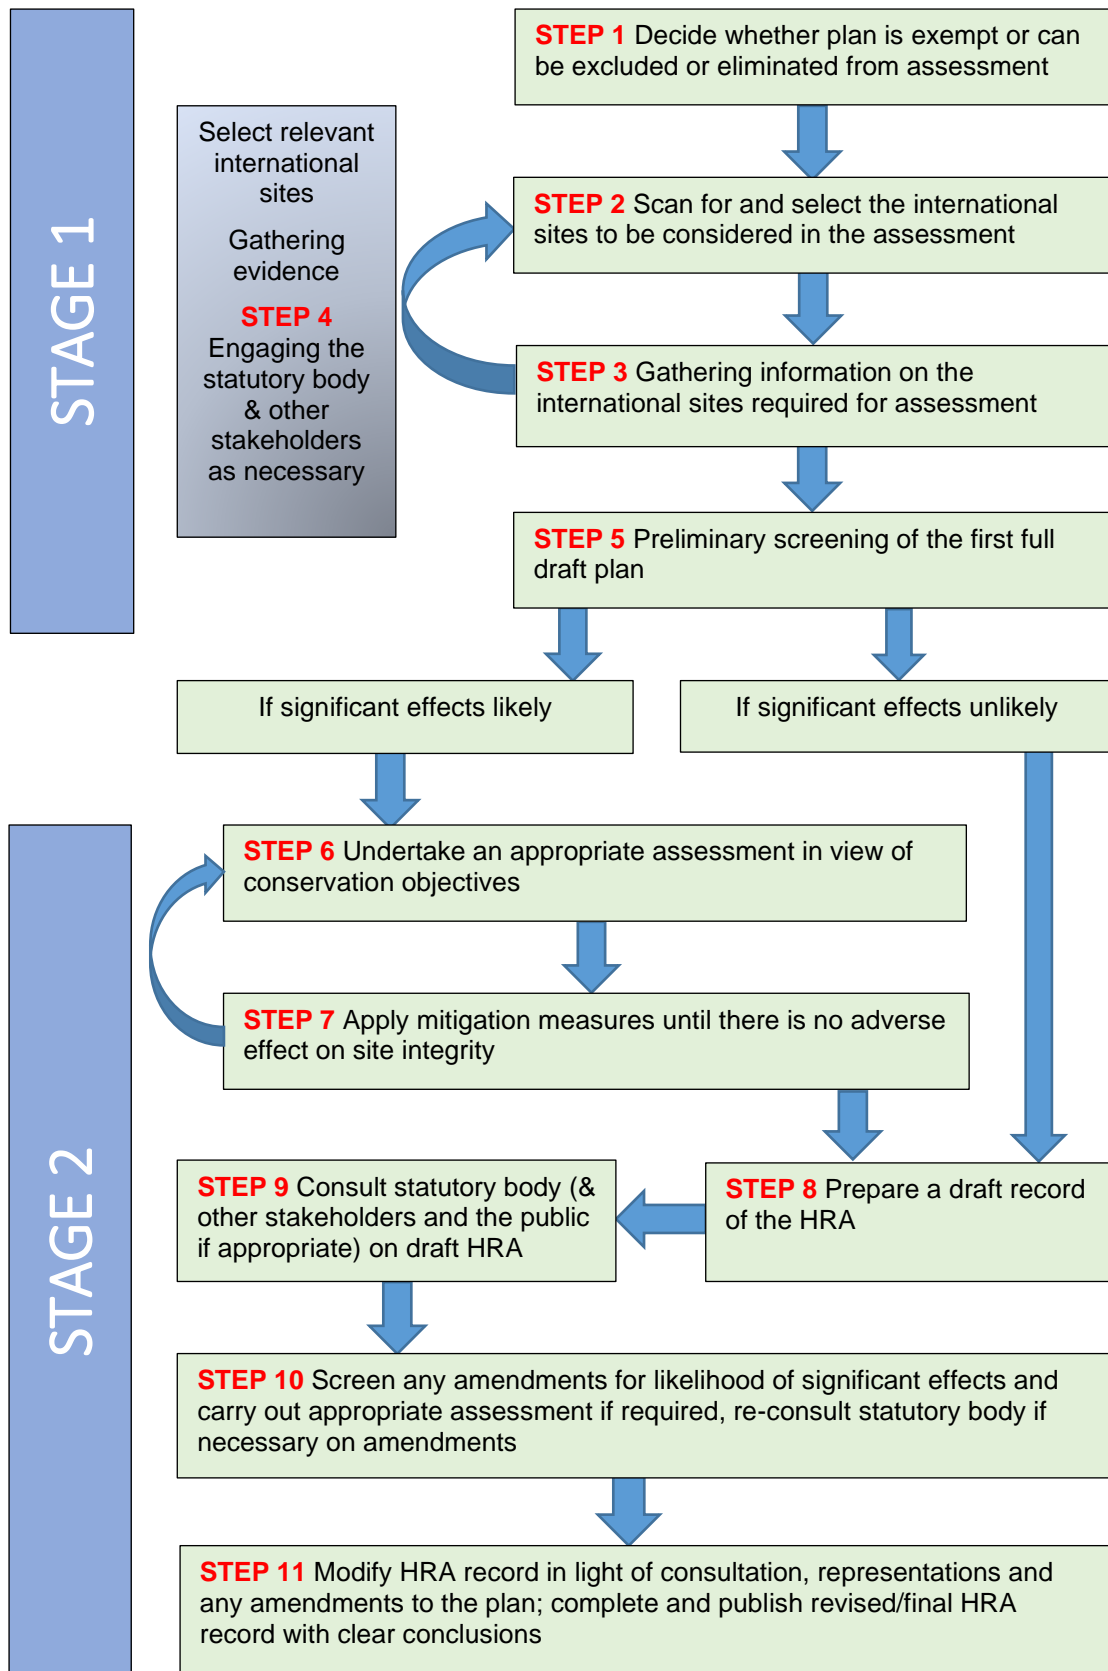 STAGE 1
STEP 1 Decide whether plan is exempt or can
be excluded or eliminated from assessment
Select relevant
international
sites
Gathering
evidence
STEP 4
Engaging the
statutory body
& other
stakeholders
as necessary
STEP 2 Scan for and select the international
sites to be considered in the assessment
STEP 3 Gathering information on the
international sites required for assessment
STEP 5 Preliminary screening of the first full
draft plan
If significant effects likely
If significant effects unlikely
STAGE 2
STEP 6 Undertake an appropriate assessment in view of
conservation objectives
STEP 7 Apply mitigation measures until there is no adverse
effect on site integrity
STEP 8 Prepare a draft record
of the HRA
STEP 9 Consult statutory body (&
other stakeholders and the public
if appropriate) on draft HRA
STEP 10 Screen any amendments for likelihood of significant effects and
carry out appropriate assessment if required, re-consult statutory body if
necessary on amendments
STEP 11 Modify HRA record in light of consultation, representations and
any amendments to the plan; complete and publish revised/final HRA
record with clear conclusions